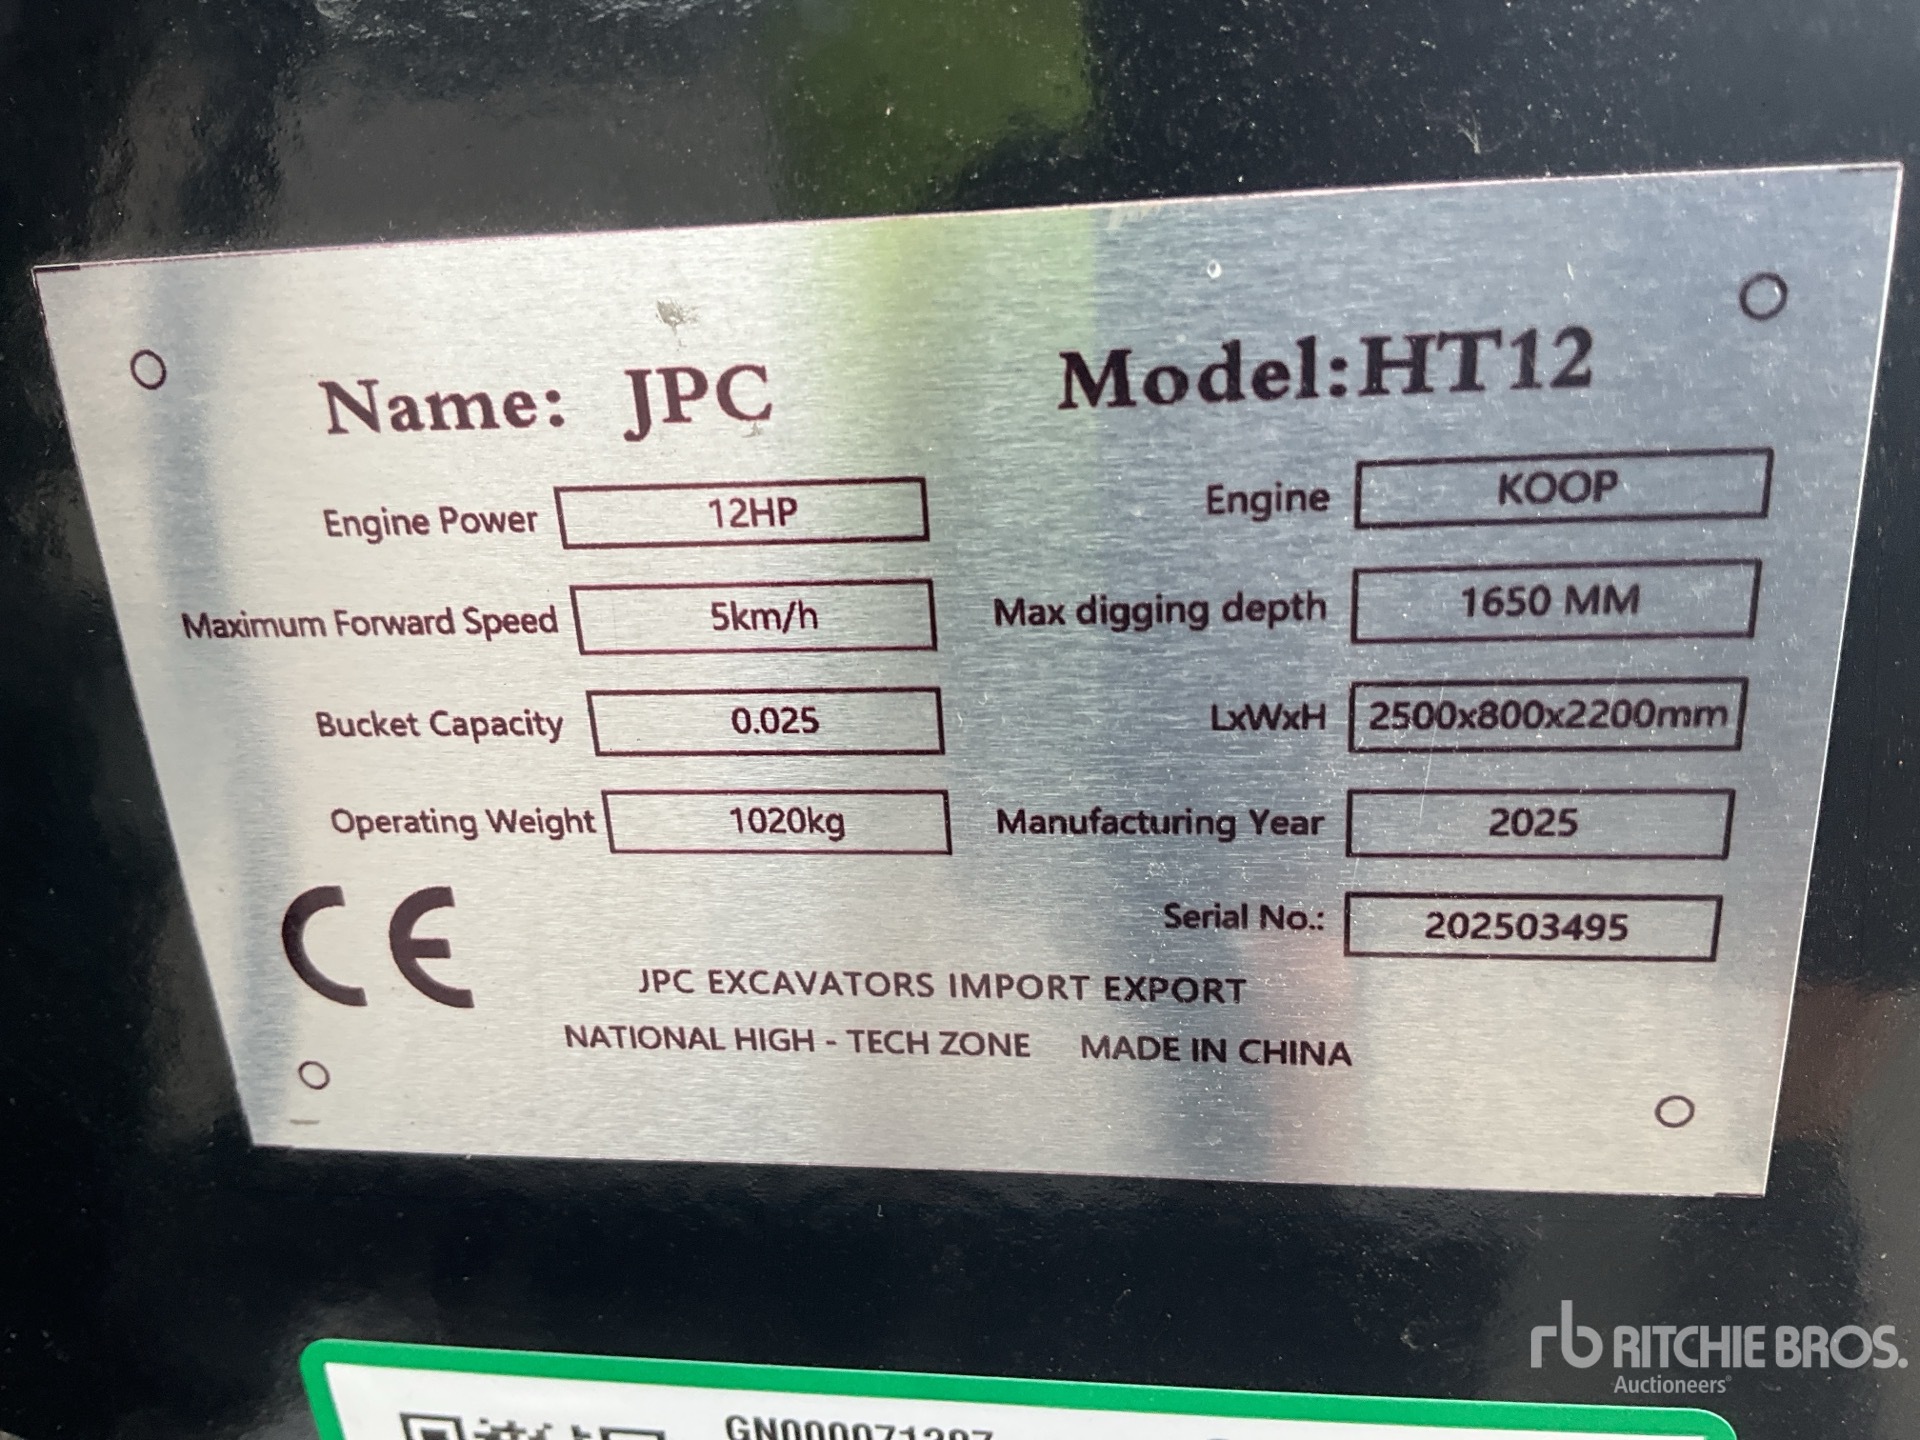 Name: JPC Model:HT12
Engine Power 12HP Engine KOOP
Maximum Forward Speed 5km/h Max digging depth 1650 MM
Bucket Capacity 0.025 LxWxH 2500x800x2200mm
Operating Weight 1020kg Manufacturing Year 2025
CE Serial No.: 202503495
JPC EXCAVATORS IMPORT EXPORT
NATIONAL HIGH - TECH ZONE MADE IN CHINA
rb RITCHIE BROS.
Auctioneers